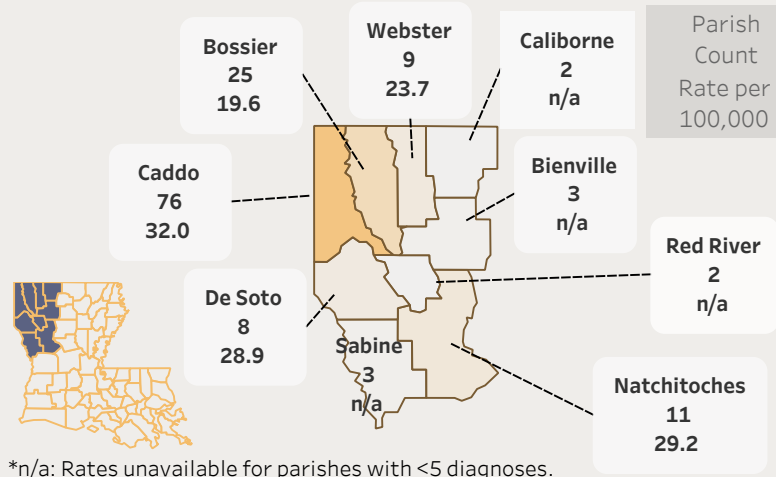 Bossier
25
19.6
Webster
9
23.7
Caliborne
2
n/a
Parish
Count
Rate per
100,000
Caddo
76
32.0
Bienville
3
n/a
Red River
2
n/a
De Soto
8
28.9
Sabine
3
n/a
Natchitoches
11
29.2
*n/a: Rates unavailable for parishes with <5 diagnoses.